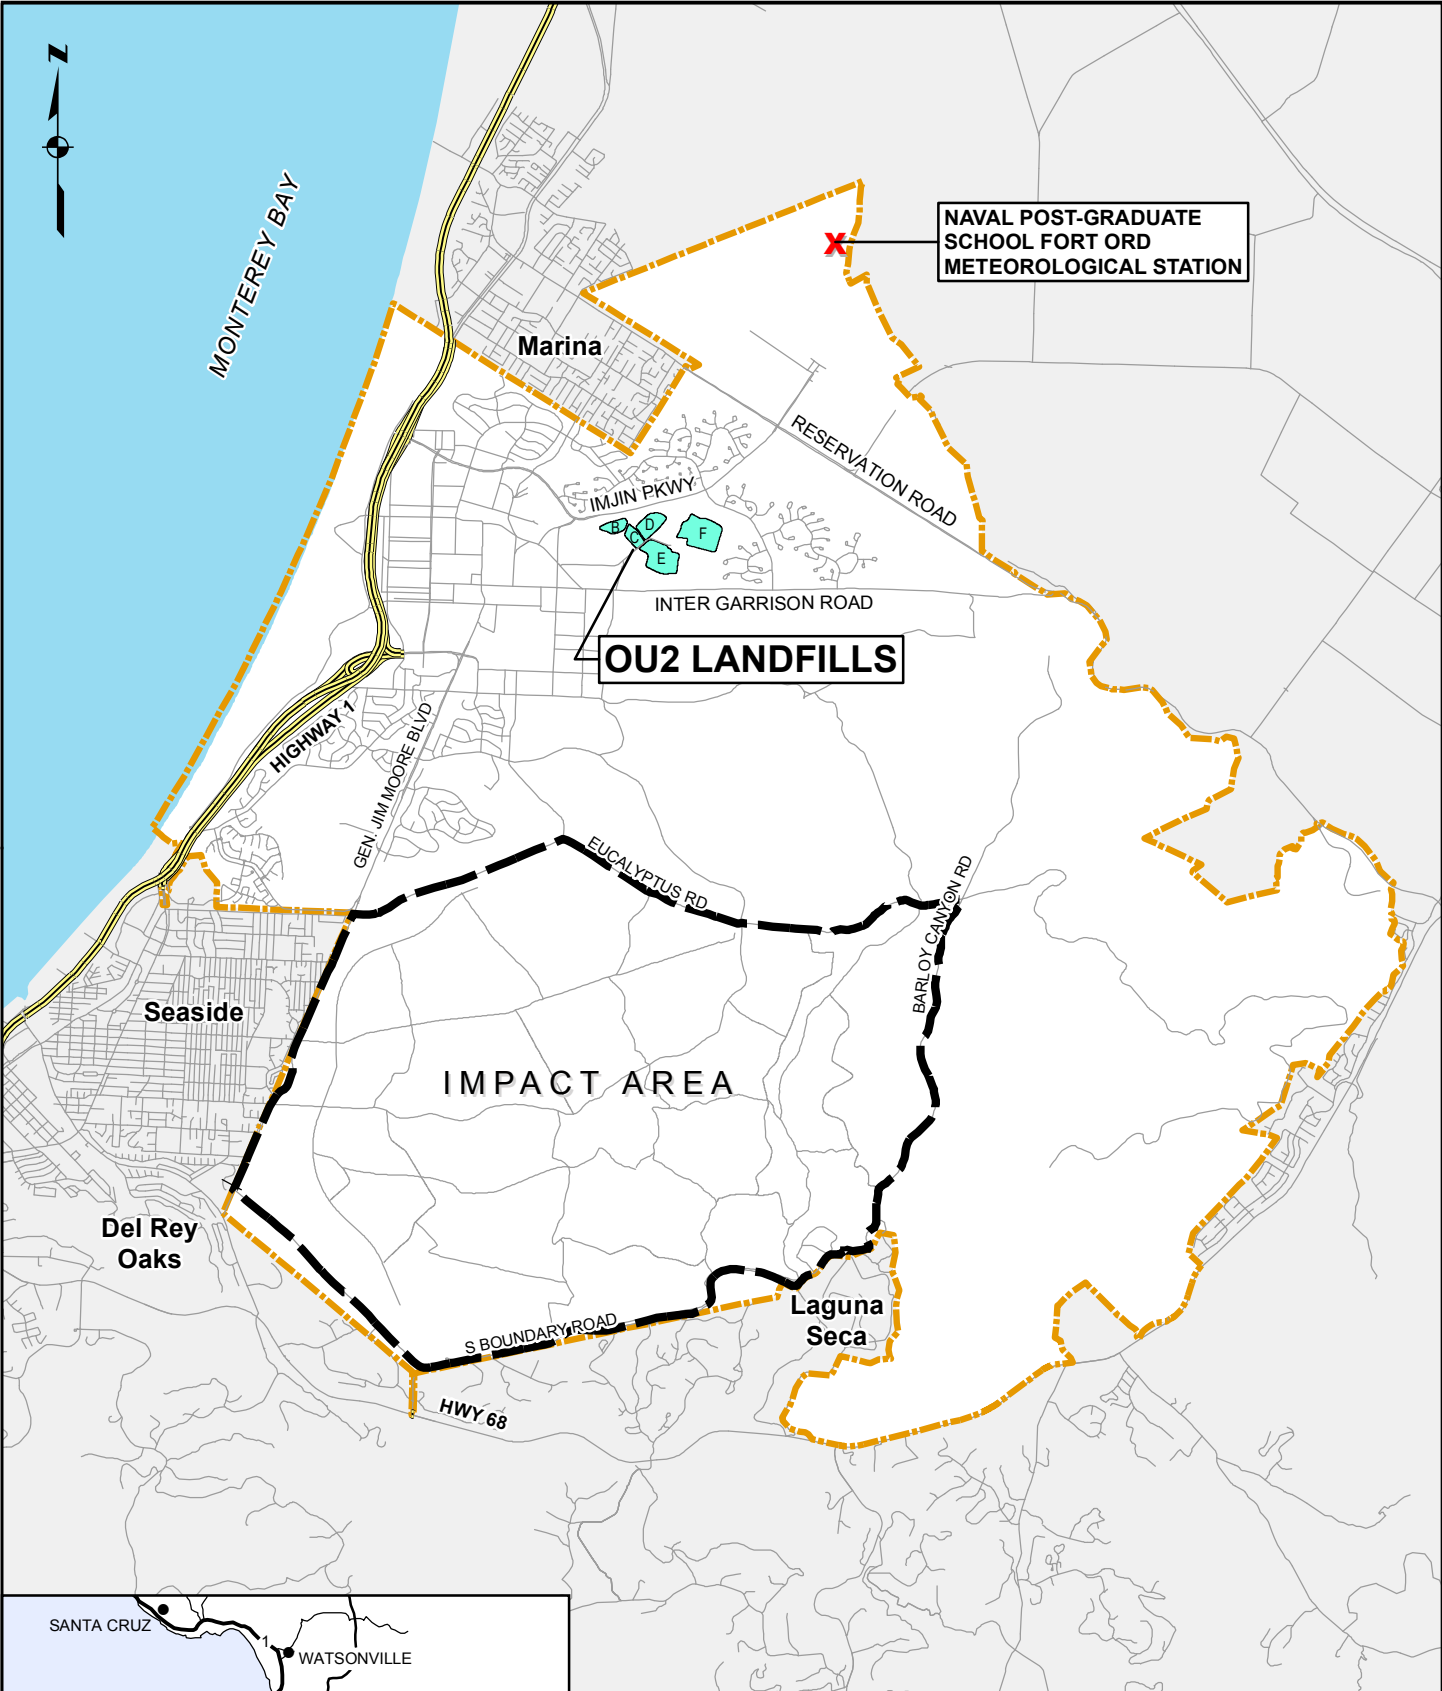 N
MONTEREY BAY
NAVAL POST-GRADUATE
SCHOOL FORT ORD
METEOROLOGICAL STATION
X
Marina
RESERVATION ROAD
IMJIN PKWY
B
C
D
E
F
INTER GARRISON ROAD
OU2 LANDFILLS
HIGHWAY 1
GEN. JIM MOORE BLVD
EUCALYPTUS RD
BARLOY CANYON RD
Seaside
IMPACT AREA
Del Rey
Oaks
Laguna
Seca
S BOUNDARY ROAD
HWY 68
SANTA CRUZ
1
WATSONVILLE